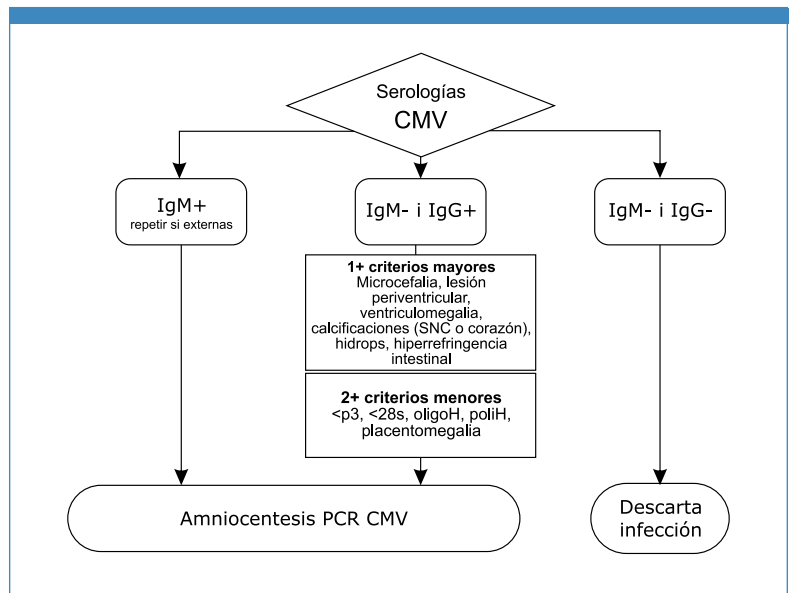 Serologías
CMV
IgM+
repetir si externas
IgM- i IgG+
IgM- i IgG-
1+ criterios mayores
Microcefalia, lesión
periventricular,
ventriculomegalia,
calcificaciones (SNC o corazón),
hidrops, hiperrefringencia
intestinal
2+ criterios menores
<p3, <28s, oligoH, poliH,
placentomegalia
Amniocentesis PCR CMV
Descarta
infección